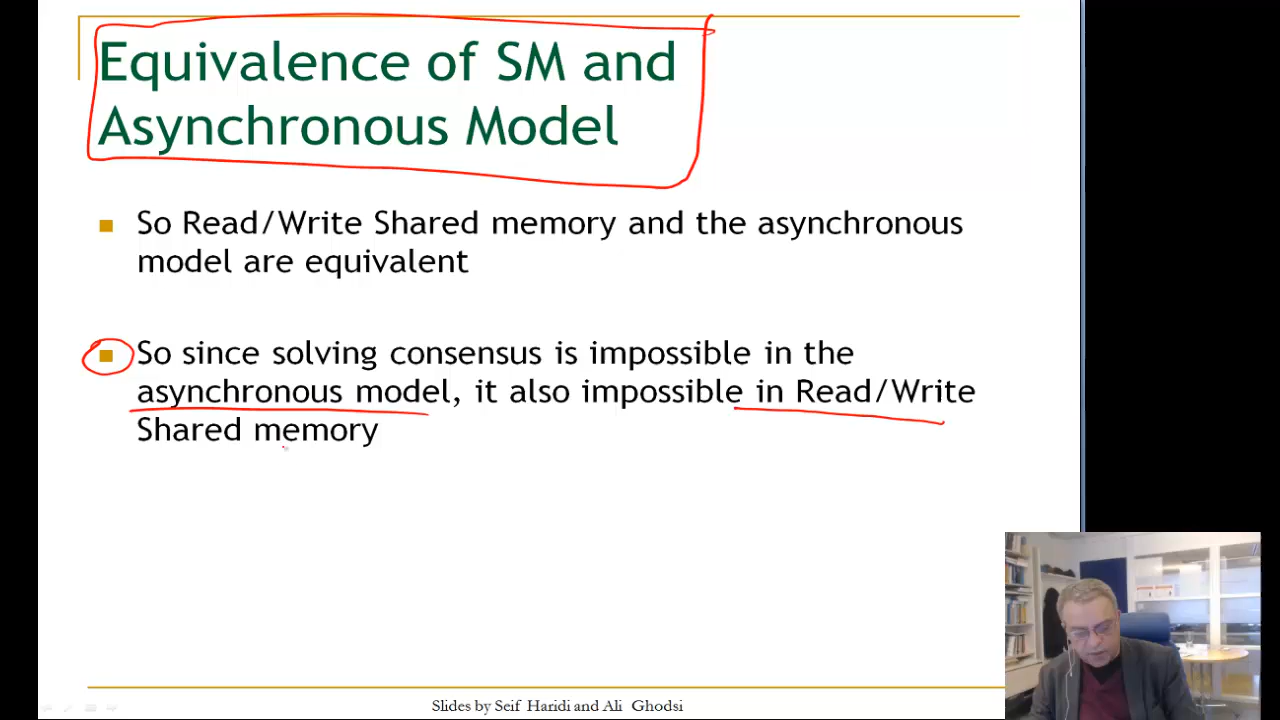 Equivalence of SM and
Asynchronous Model
So Read/Write Shared memory and the asynchronous
model are equivalent
So since solving consensus is impossible in the
asynchronous model, it also impossible in Read/Write
Shared memory
Slides by Seif Haridi and Ali Ghodsi